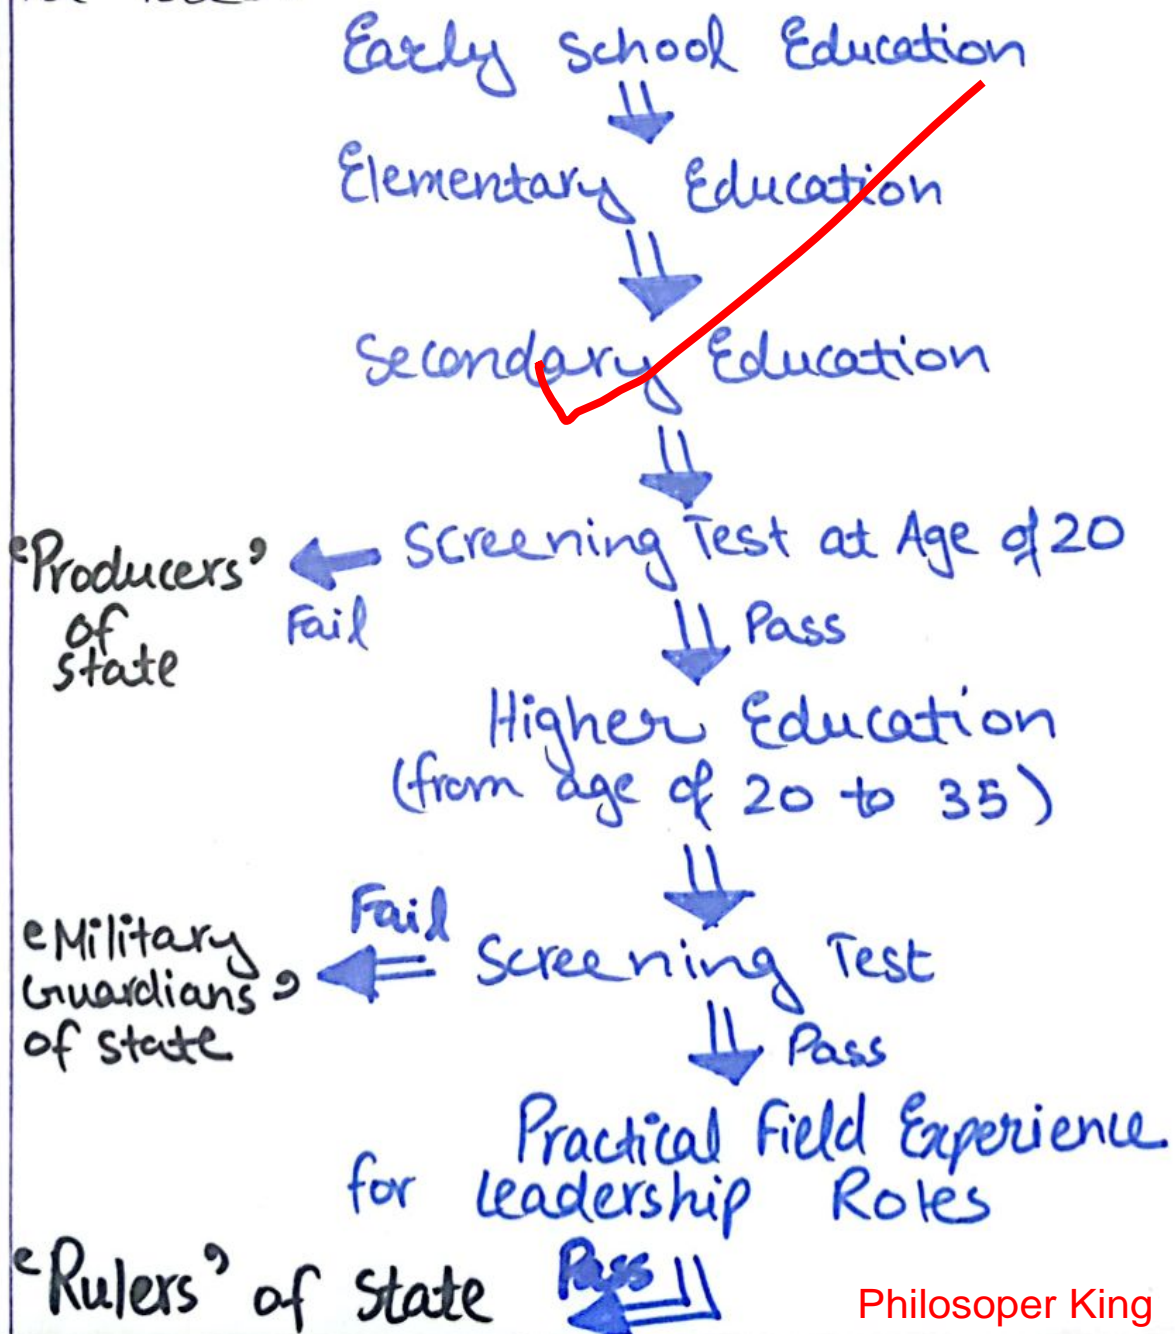 Early School Education
Elementary Education
Secondary Education
Screening Test at Age of 20
'Producers'
of
state
Fail
Pass
Higher Education
(from age of 20 to 35)
Fail
Screening Test
'Military
Guardians'
of state
Pass
Practical Field Experience
for Leadership Roles
Pass
'Rulers' of State
Philosoper King